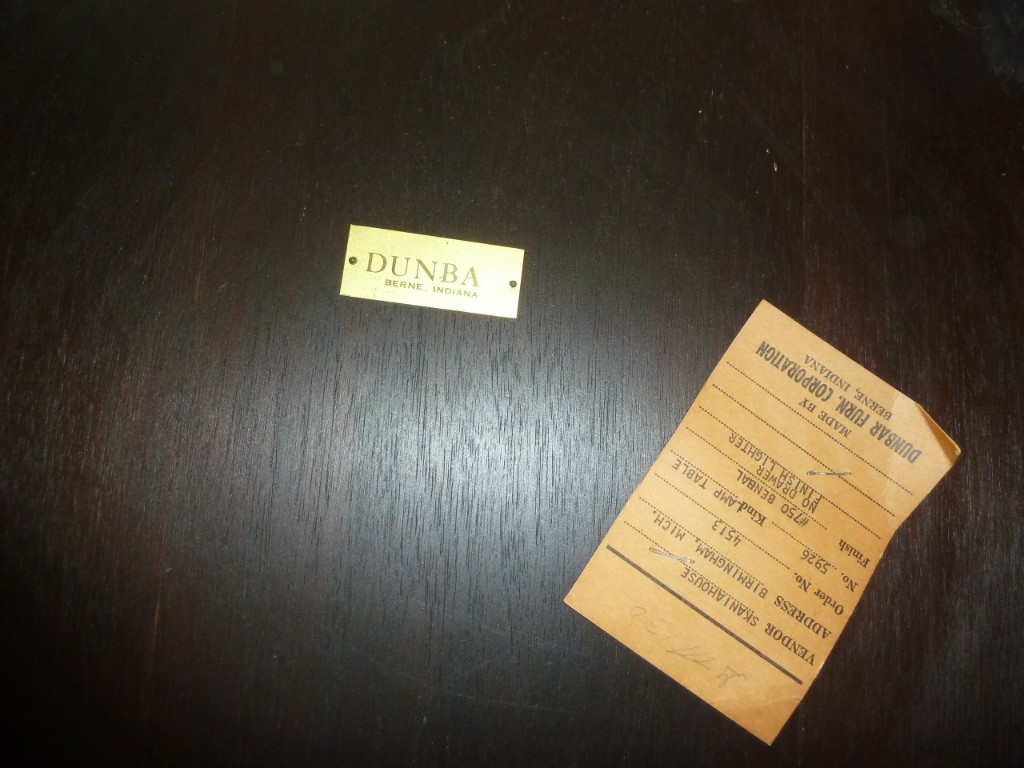 DUNBA
BERNE, INDIANA
VENDOR SKANIAHOUSE
ADDRESS BIRMINGHAM, MICH.
Order No. 4513
No. 5926 Kind LAMP TABLE
Finish #750 BENGAL
NO DRAWER
FINISH LIGHTER
MADE BY
DUNBAR FURN. CORPORATION
BERNE, INDIANA